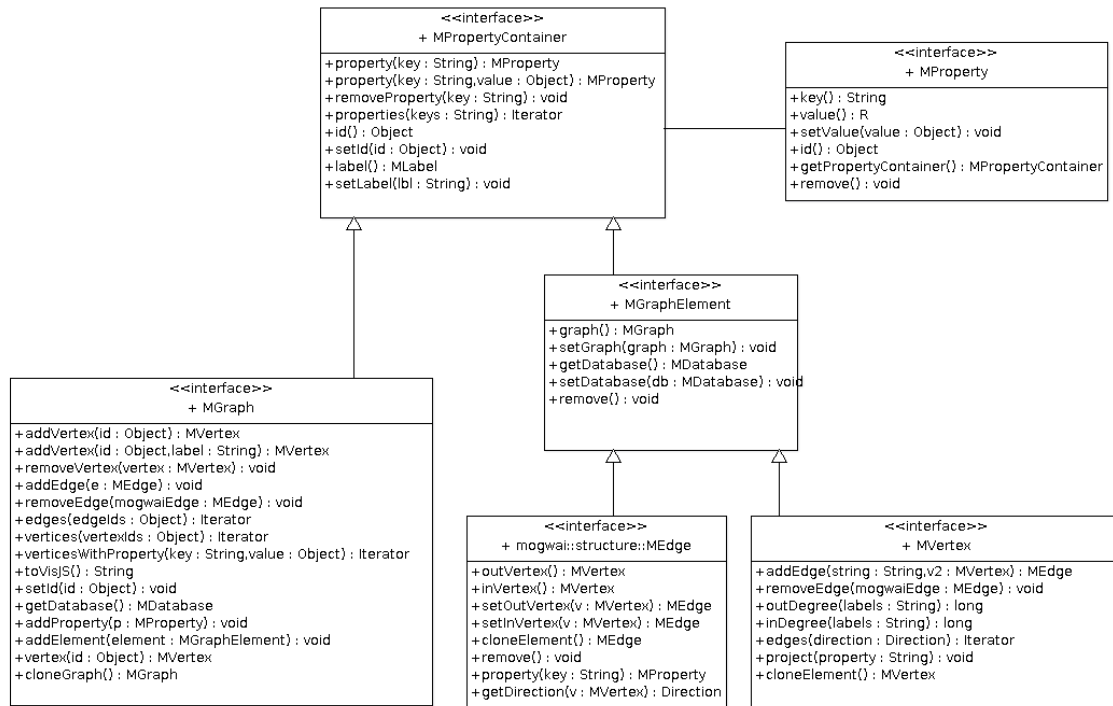 <<interface>>
+ MPropertyContainer
+property(key : String) : MProperty
+property(key : String,value : Object) : MProperty
+removeProperty(key : String) : void
+properties(keys : String) : Iterator
+id() : Object
+setId(id : Object) : void
+label() : MLabel
+setLabel(lbl : String) : void
<<interface>>
+ MProperty
+key() : String
+value() : R
+setValue(value : Object) : void
+id() : Object
+getPropertyContainer() : MPropertyContainer
+remove() : void
<<interface>>
+ MGraphElement
+graph() : MGraph
+setGraph(graph : MGraph) : void
+getDatabase() : MDatabase
+setDatabase(db : MDatabase) : void
+remove() : void
<<interface>>
+ MGraph
+addVertex(id : Object) : MVertex
+addVertex(id : Object,label : String) : MVertex
+removeVertex(vertex : MVertex) : void
+addEdge(e : MEdge) : void
+removeEdge(mogwaiEdge : MEdge) : void
+edges(edgeIds : Object) : Iterator
+vertices(vertexIds : Object) : Iterator
+verticesWithProperty(key : String,value : Object) : Iterator
+toVisJS() : String
+setId(id : Object) : void
+getDatabase() : MDatabase
+addProperty(p : MProperty) : void
+addElement(element : MGraphElement) : void
+vertex(id : Object) : MVertex
+cloneGraph() : MGraph
<<interface>>
+ mogwai::structure::MEdge
+outVertex() : MVertex
+inVertex() : MVertex
+setOutVertex(v : MVertex) : MEdge
+setInVertex(v : MVertex) : MEdge
+cloneElement() : MEdge
+remove() : void
+property(key : String) : MProperty
+getDirection(v : MVertex) : Direction
<<interface>>
+ MVertex
+addEdge(string : String,v2 : MVertex) : MEdge
+removeEdge(mogwaiEdge : MEdge) : void
+outDegree(labels : String) : long
+inDegree(labels : String) : long
+edges(direction : Direction) : Iterator
+project(property : String) : void
+cloneElement() : MVertex